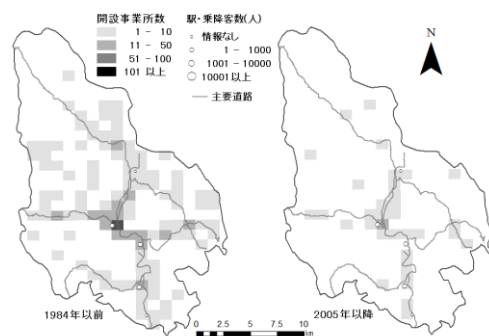 開設事業所数
1 - 10
11 - 50
51 - 100
101 以上
駅・乗降客数(人)
情報なし
1 - 1000
1001 - 10000
10001 以上
主要道路
N
1984年以前
2005年以降
0 1.25 2.5 5 7.5 10